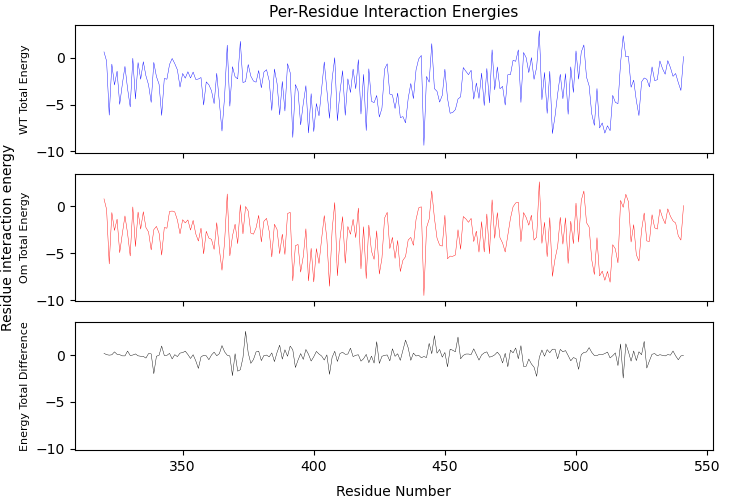 Per-Residue Interaction Energies
Residue interaction energy
WT Total Energy
0
−5
−10
Om Total Energy
0
−5
−10
Energy Total Difference
0
−5
−10
350 400 450 500 550
Residue Number